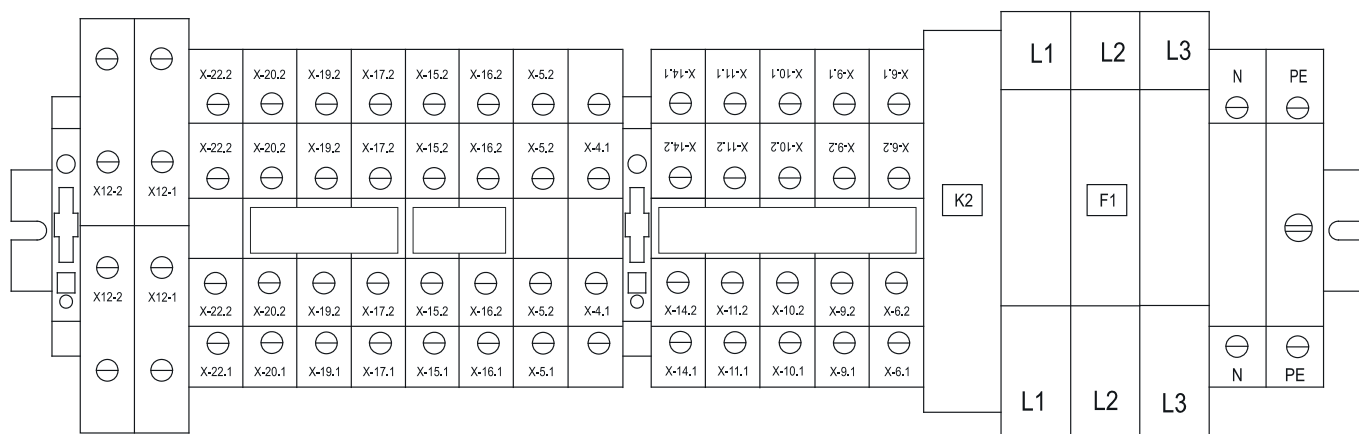 L1 L2 L3
X-22.2 X-20.2 X-19.2 X-17.2 X-15.2 X-16.2 X-5.2 X-14.1 X-11.1 X-10.1 X-9.1 X-6.1 N PE
X-22.2 X-20.2 X-19.2 X-17.2 X-15.2 X-16.2 X-5.2 X-4.1 X-14.2 X-11.2 X-10.2 X-9.2 X-6.2
X12-2 X12-1
K2 F1
X12-2 X12-1
X-22.2 X-20.2 X-19.2 X-17.2 X-15.2 X-16.2 X-5.2 X-4.1 X-14.2 X-11.2 X-10.2 X-9.2 X-6.2
X-22.1 X-20.1 X-19.1 X-17.1 X-15.1 X-16.1 X-5.1 X-14.1 X-11.1 X-10.1 X-9.1 X-6.1 N PE
L1 L2 L3